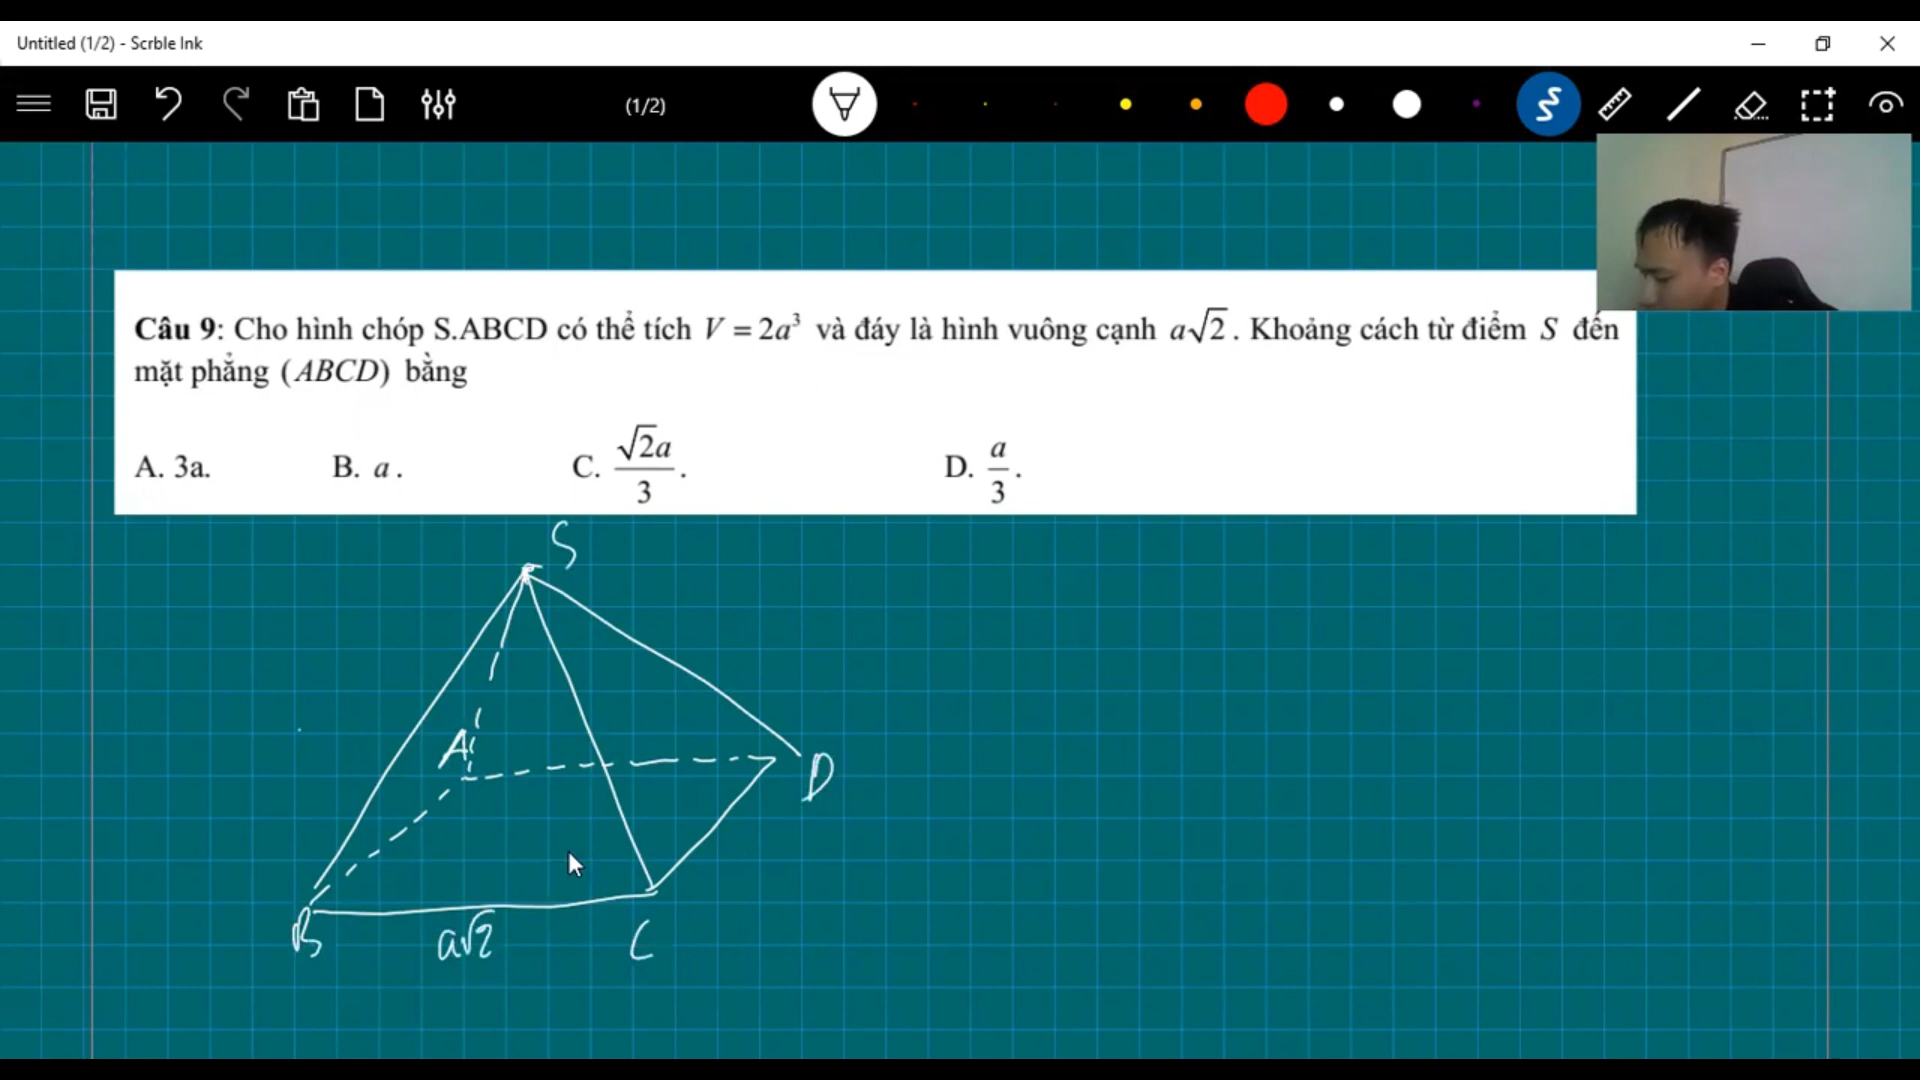 Untitled (1/2) - Scrble Ink
(1/2)
Câu 9: Cho hình chóp S.ABCD có thể tích V = 2a³ và đáy là hình vuông cạnh a√2. Khoảng cách từ điểm S đến
mặt phẳng (ABCD) bằng
A. 3a. B. a. C. √2a/3. D. a/3.
S
A
D
B a√2 C